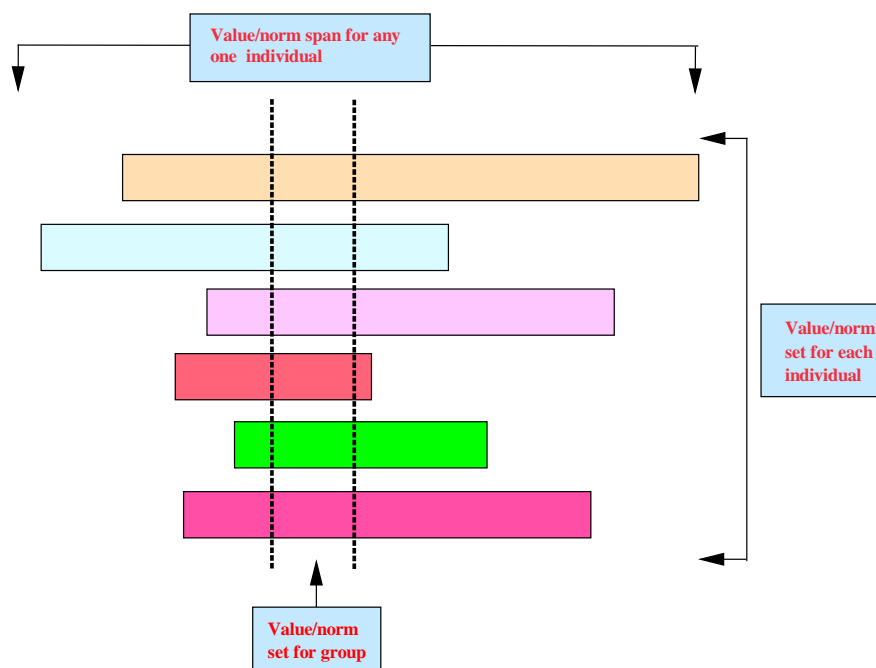 Value/norm span for any
one individual
Value/norm
set for each
individual
Value/norm
set for group